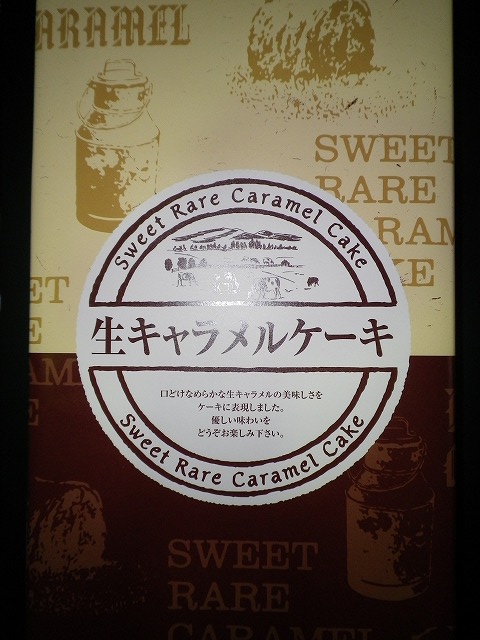 CARAMEL
SWEET
RARE
CARAM
CAKE
Sweet Rare Caramel Cake
生キャラメルケーキ
口どけなめらかな生キャラメルの美味しさを
ケーキに表現しました。
優しい味わいを
どうぞお楽しみ下さい。
Sweet Rare Caramel Cake
ET
E
AM
E
SWEET
RARE
CARAMEL